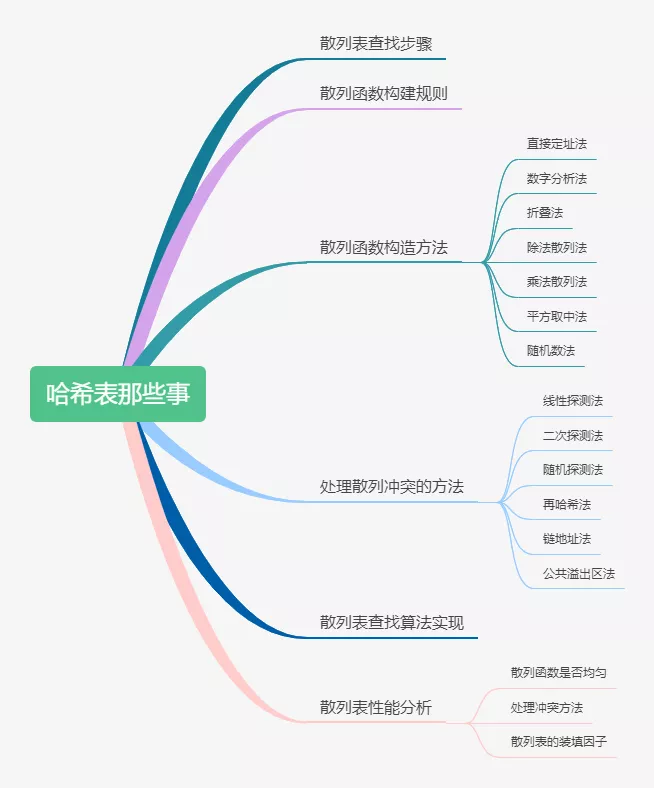 哈希表那些事
散列表查找步骤
散列函数构建规则
散列函数构造方法
直接定址法
数字分析法
折叠法
除法散列法
乘法散列法
平方取中法
随机数法
处理散列冲突的方法
线性探测法
二次探测法
随机探测法
再哈希法
链地址法
公共溢出区法
散列表查找算法实现
散列表性能分析
散列函数是否均匀
处理冲突方法
散列表的装填因子